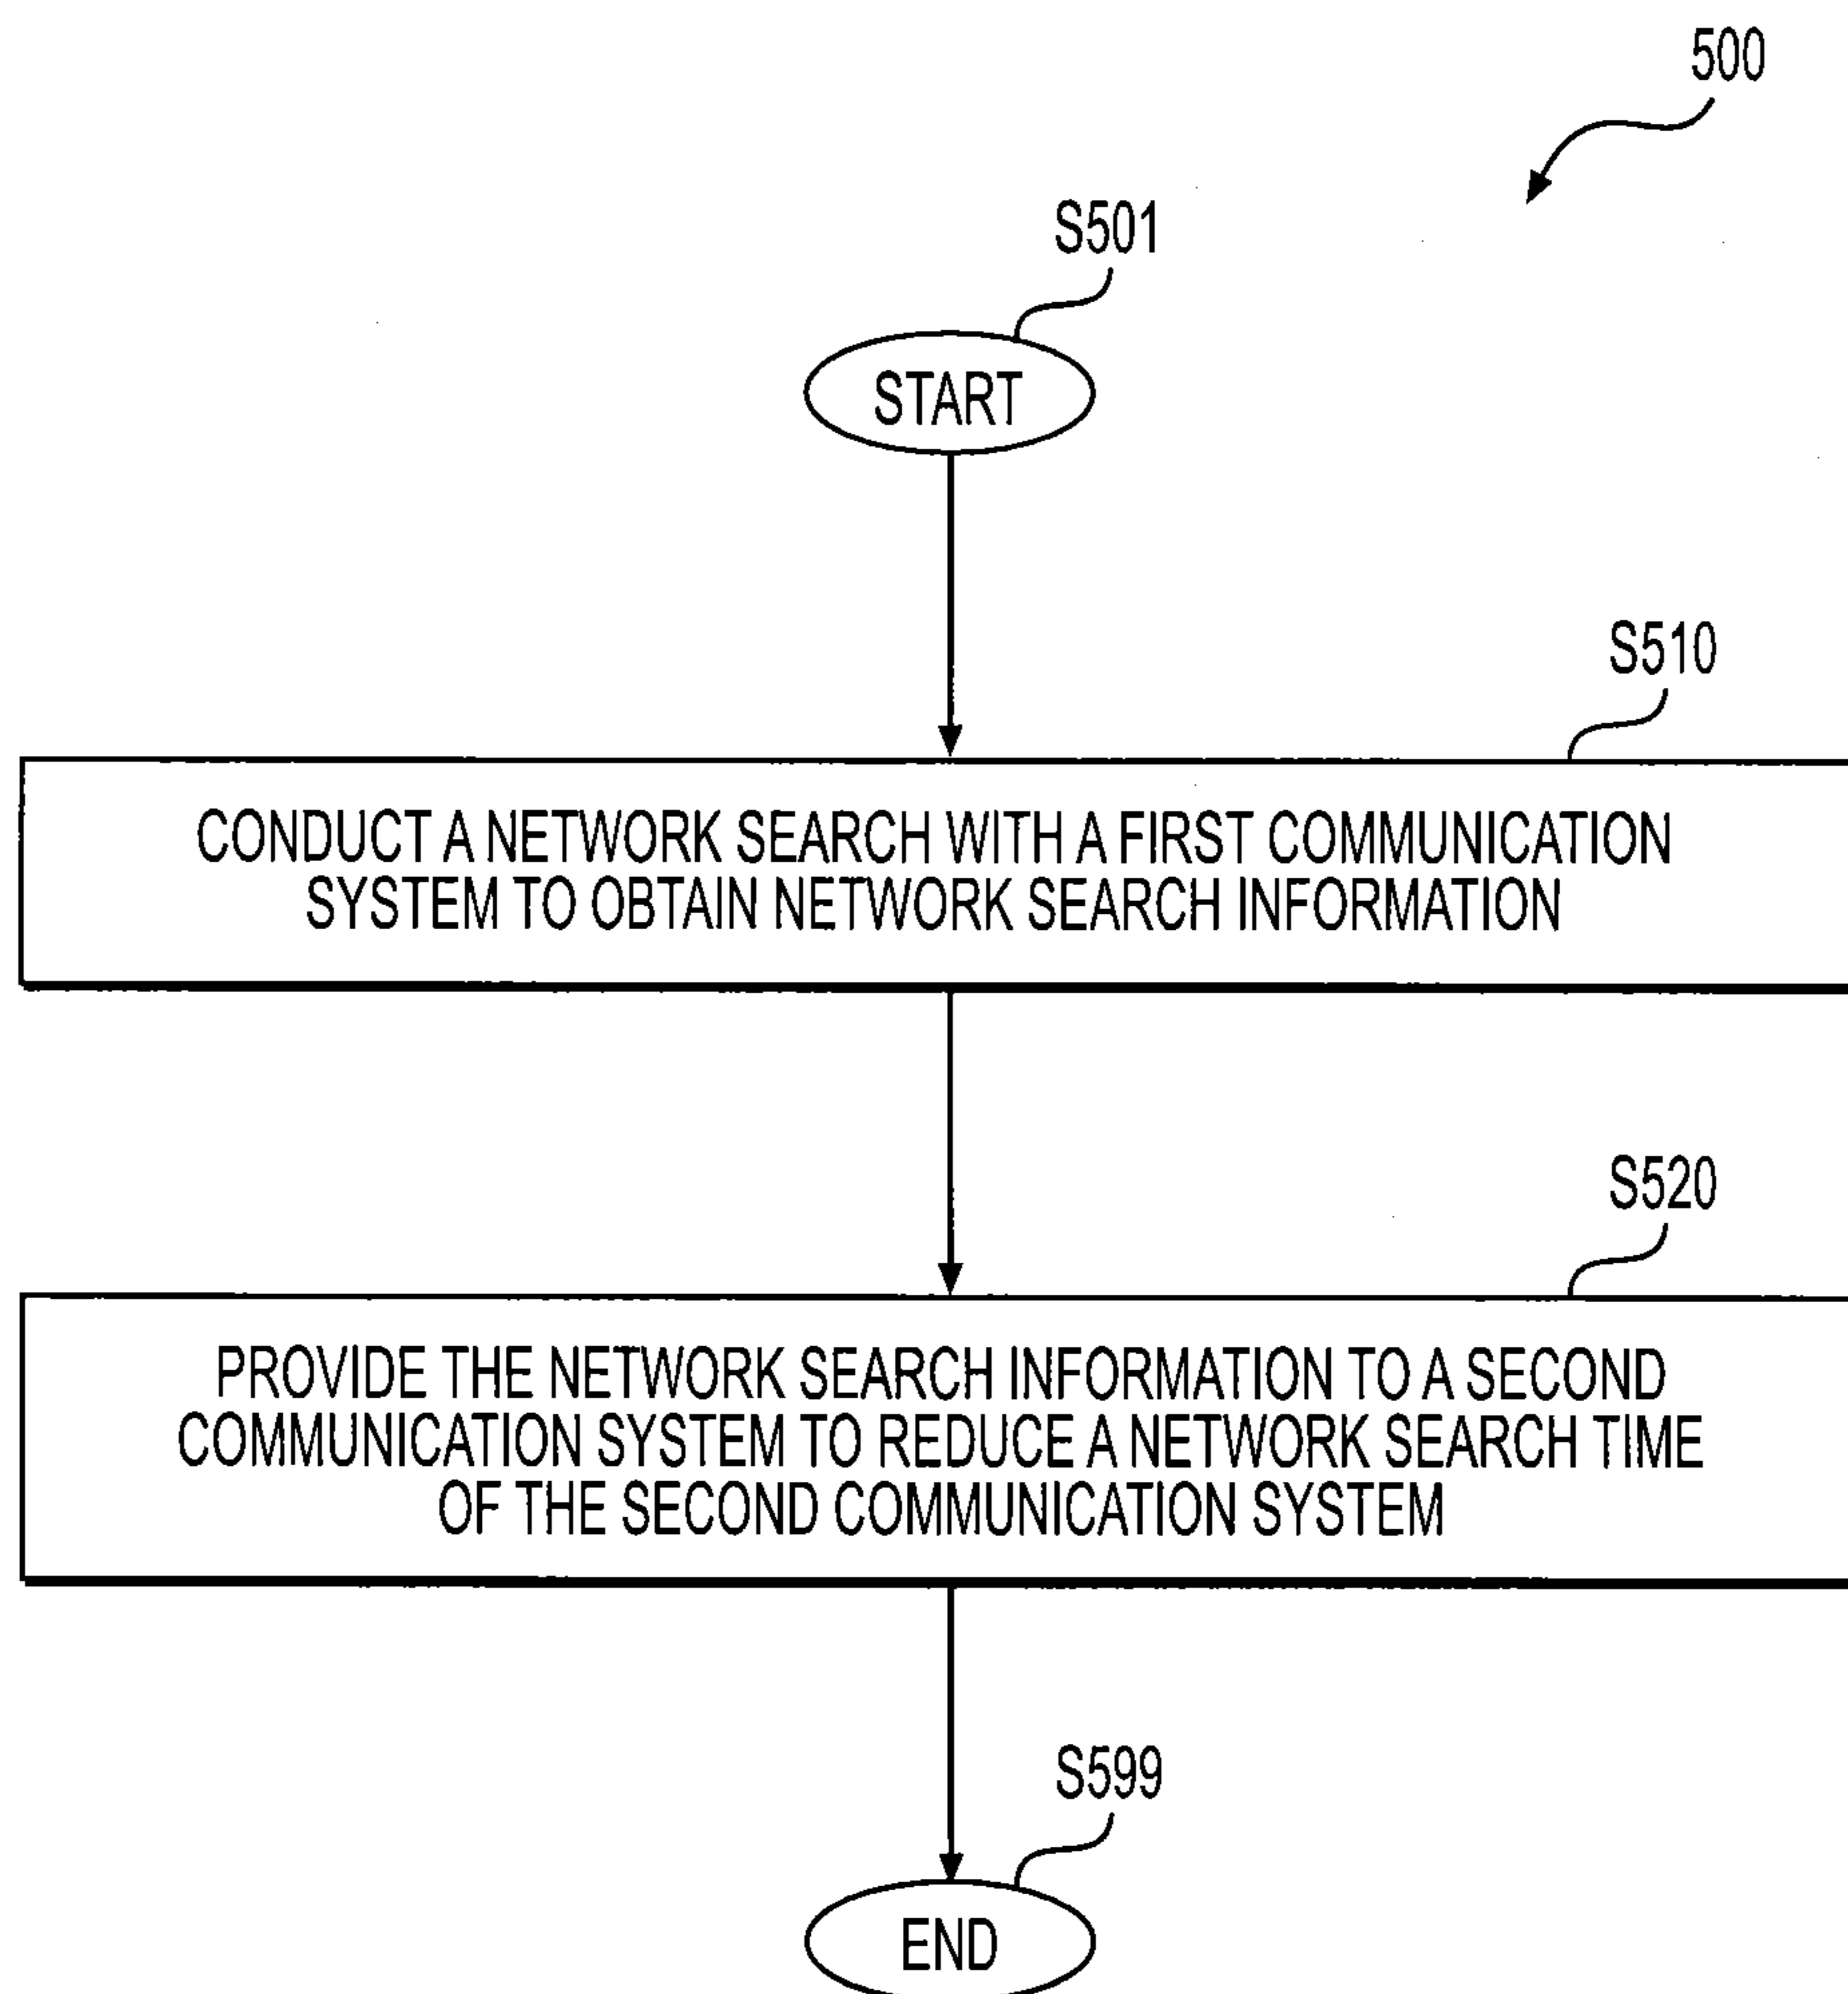 500
S501
START
S510
CONDUCT A NETWORK SEARCH WITH A FIRST COMMUNICATION
SYSTEM TO OBTAIN NETWORK SEARCH INFORMATION
S520
PROVIDE THE NETWORK SEARCH INFORMATION TO A SECOND
COMMUNICATION SYSTEM TO REDUCE A NETWORK SEARCH TIME
OF THE SECOND COMMUNICATION SYSTEM
S599
END